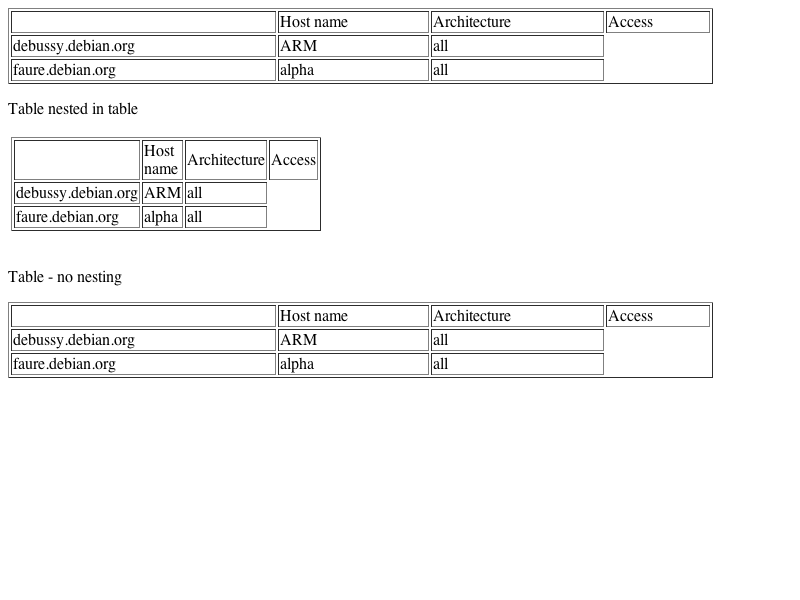 Host name Architecture Access
debussy.debian.org ARM all
faure.debian.org alpha all
Table nested in table
Host name Architecture Access
debussy.debian.org ARM all
faure.debian.org alpha all
Table - no nesting
Host name Architecture Access
debussy.debian.org ARM all
faure.debian.org alpha all